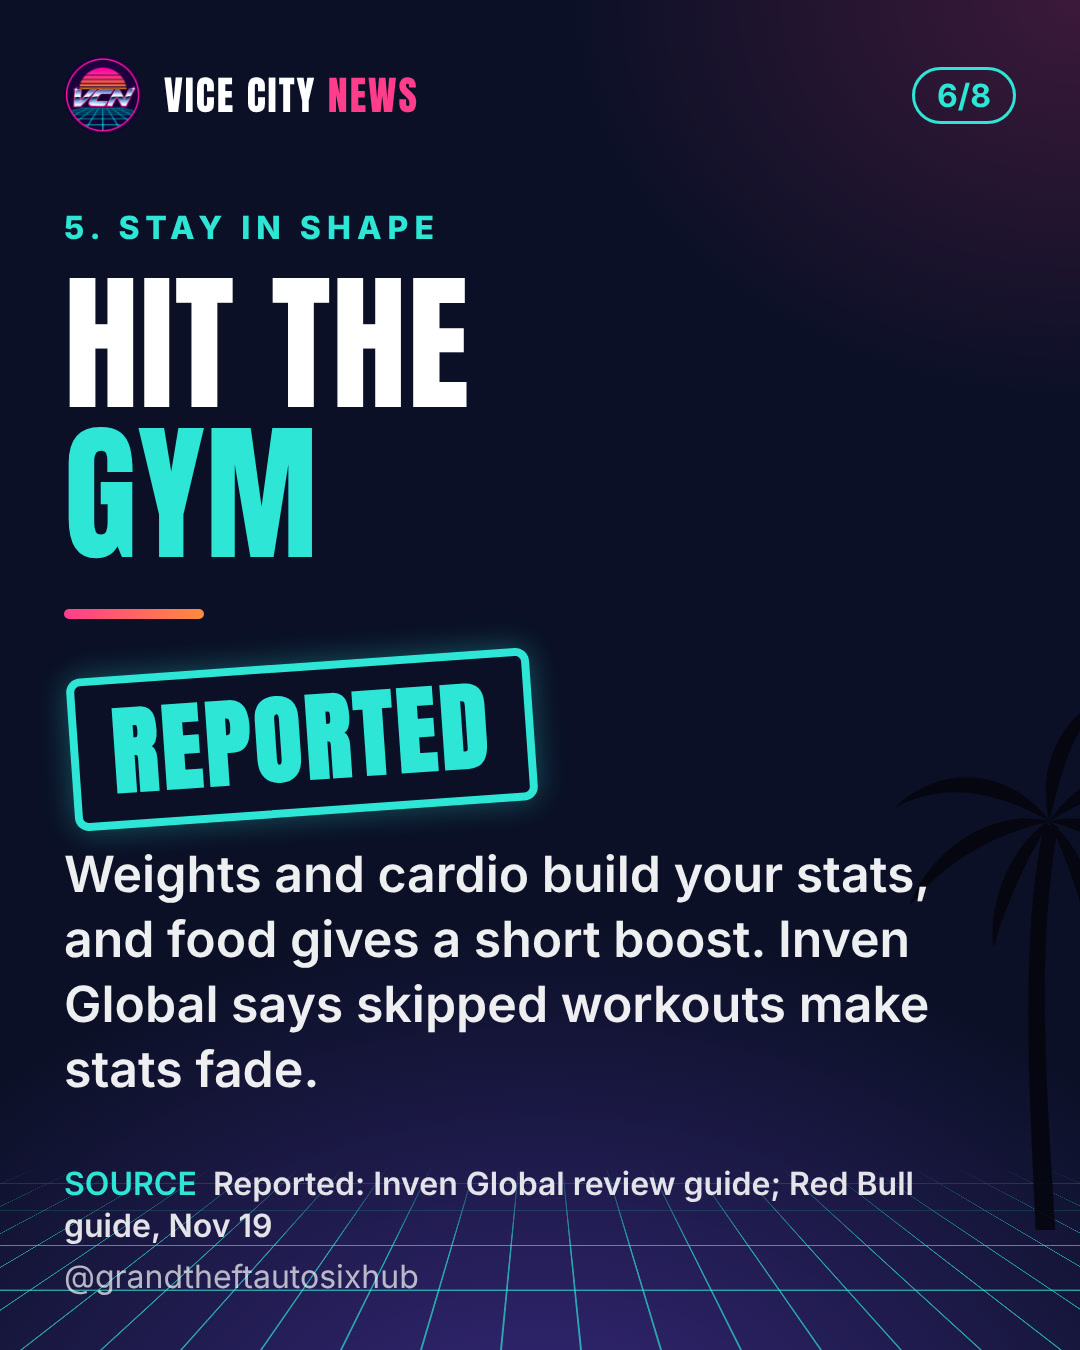 VCN
VICE CITY NEWS
6/8
5. STAY IN SHAPE
HIT THE
GYM
REPORTED
Weights and cardio build your stats,
and food gives a short boost. Inven
Global says skipped workouts make
stats fade.
SOURCE Reported: Inven Global review guide; Red Bull
guide, Nov 19
@grandtheftautosixhub